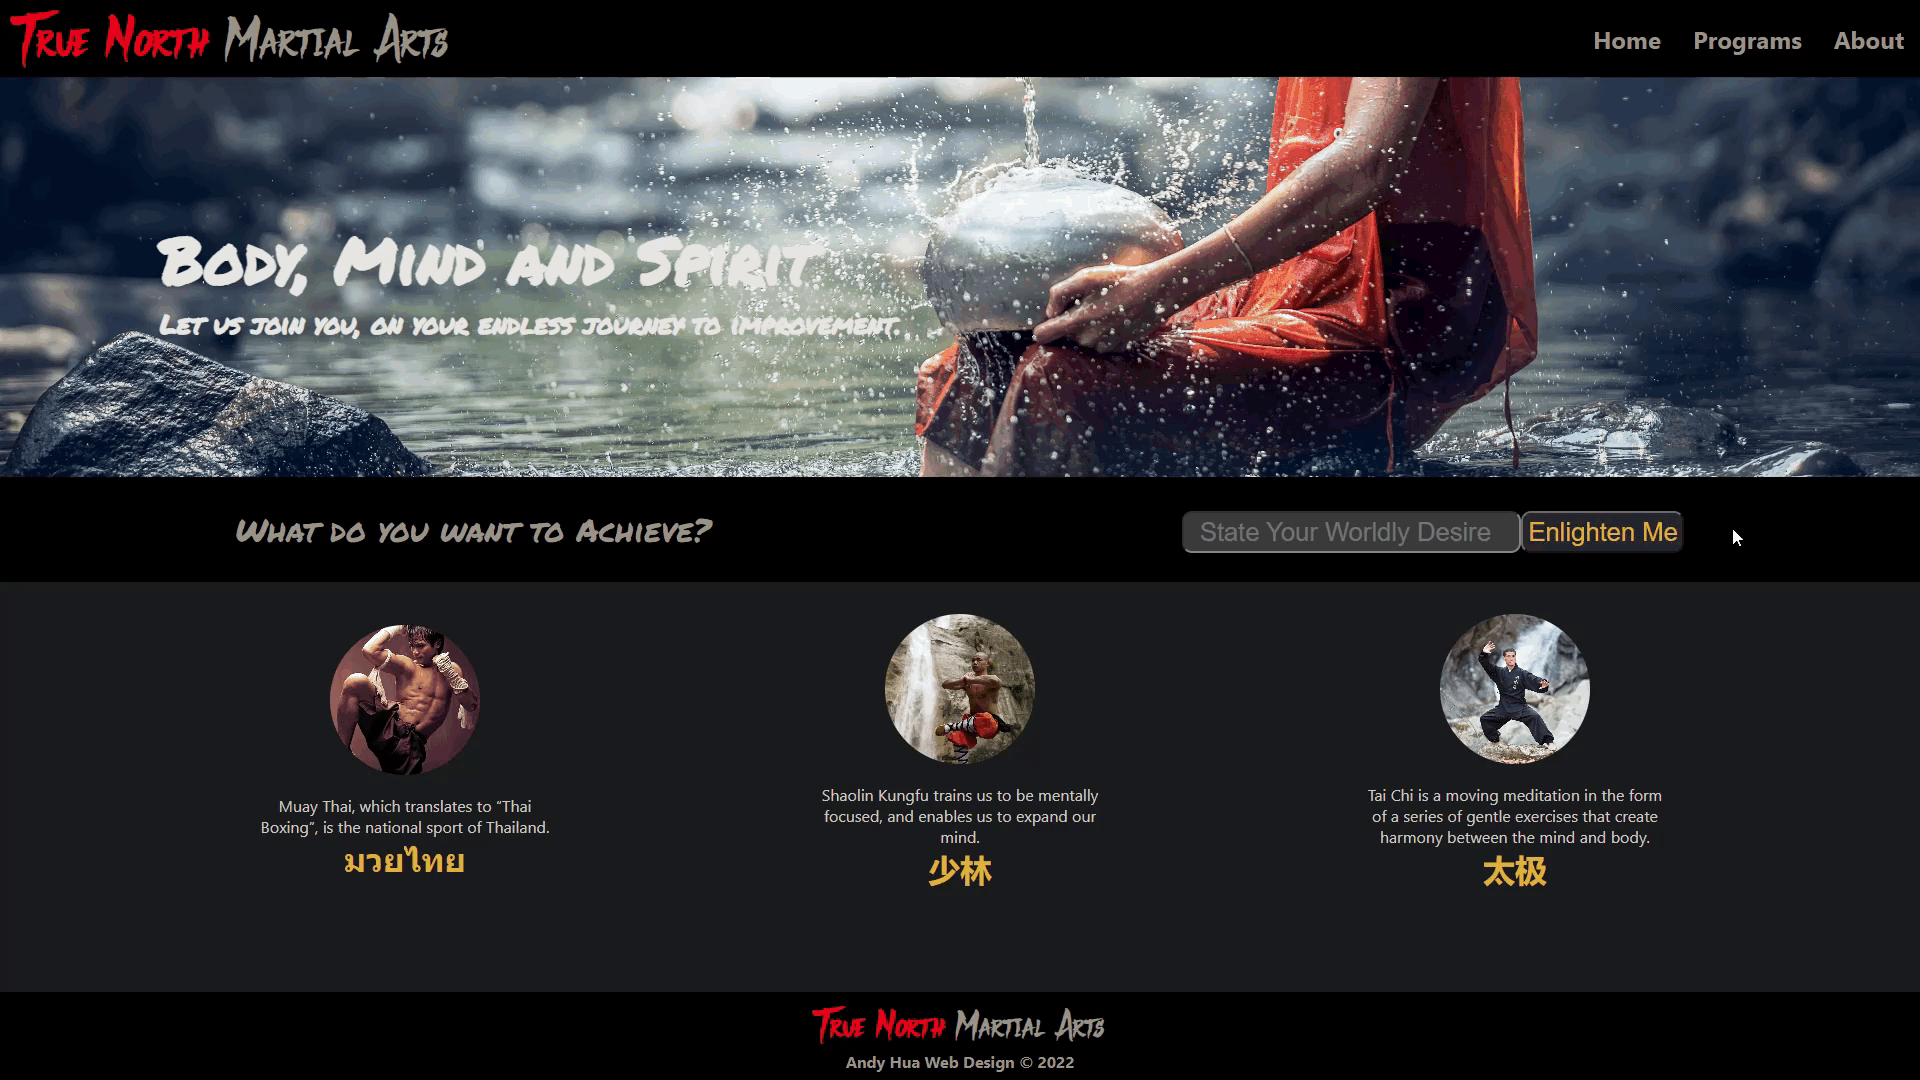 True North Martial Arts
Home Programs About
Body, Mind and Spirit
Let us join you, on your endless journey to improvement.
What do you want to Achieve?
State Your Worldly Desire
Enlighten Me
Muay Thai, which translates to “Thai
Boxing”, is the national sport of Thailand.
มวยไทย
Shaolin Kungfu trains us to be mentally
focused, and enables us to expand our
mind.
少林
Tai Chi is a moving meditation in the form
of a series of gentle exercises that create
harmony between the mind and body.
太极
True North Martial Arts
Andy Hua Web Design © 2022